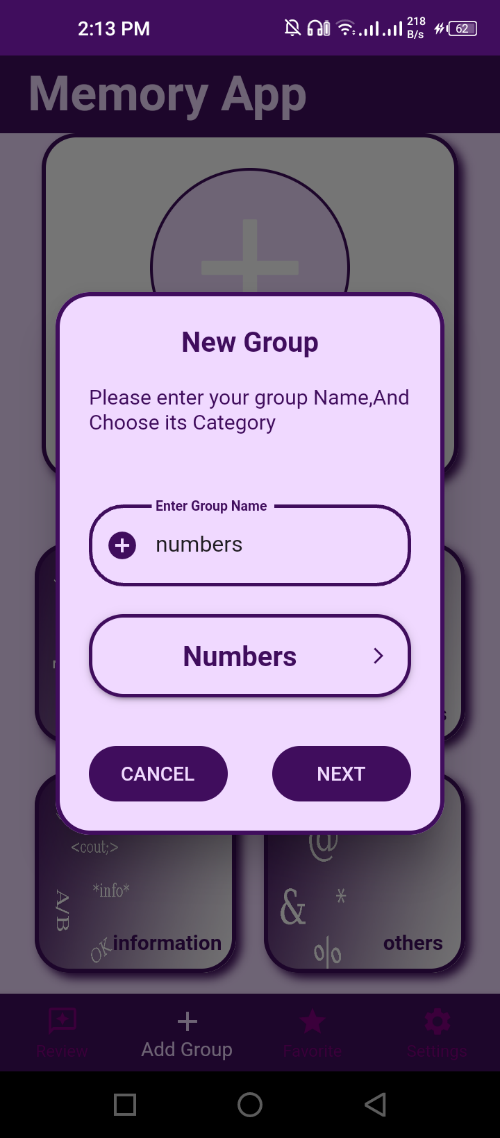 2:13 PM
218
B/s
62
Memory App
New Group
Please enter your group Name,And
Choose its Category
Enter Group Name
numbers
Numbers
CANCEL
NEXT
s
<cout;>
@
A/B
*info*
&
*
OK
information
%
others
Review
Add Group
Favorite
Settings